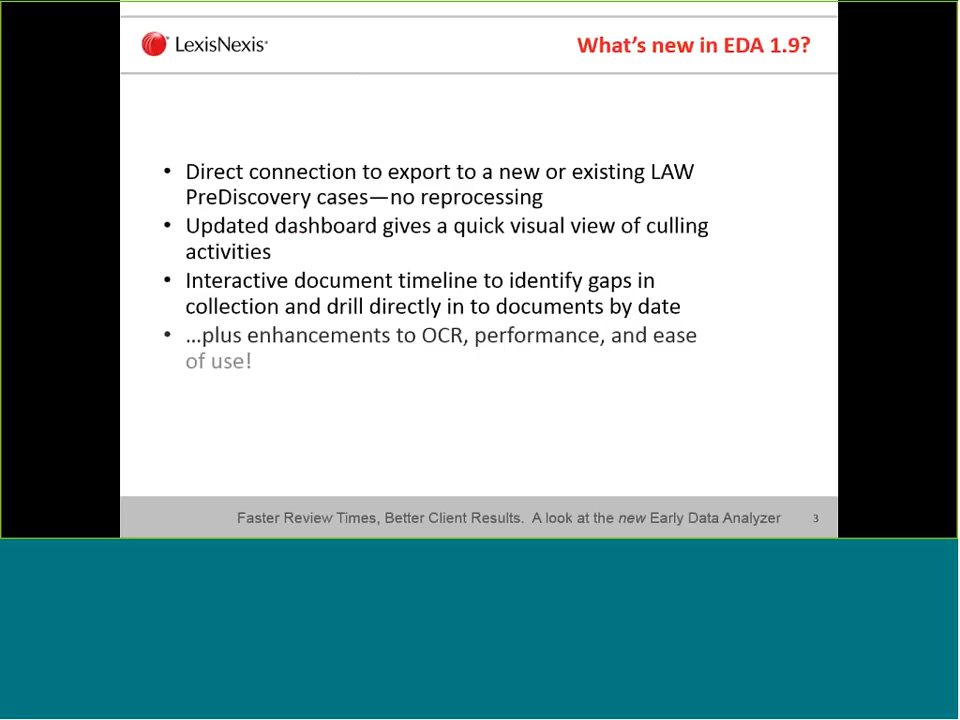 LexisNexis®
What's new in EDA 1.9?
• Direct connection to export to a new or existing LAW
PreDiscovery cases—no reprocessing
• Updated dashboard gives a quick visual view of culling
activities
• Interactive document timeline to identify gaps in
collection and drill directly in to documents by date
• …plus enhancements to OCR, performance, and ease
of use!
Faster Review Times, Better Client Results. A look at the new Early Data Analyzer 3